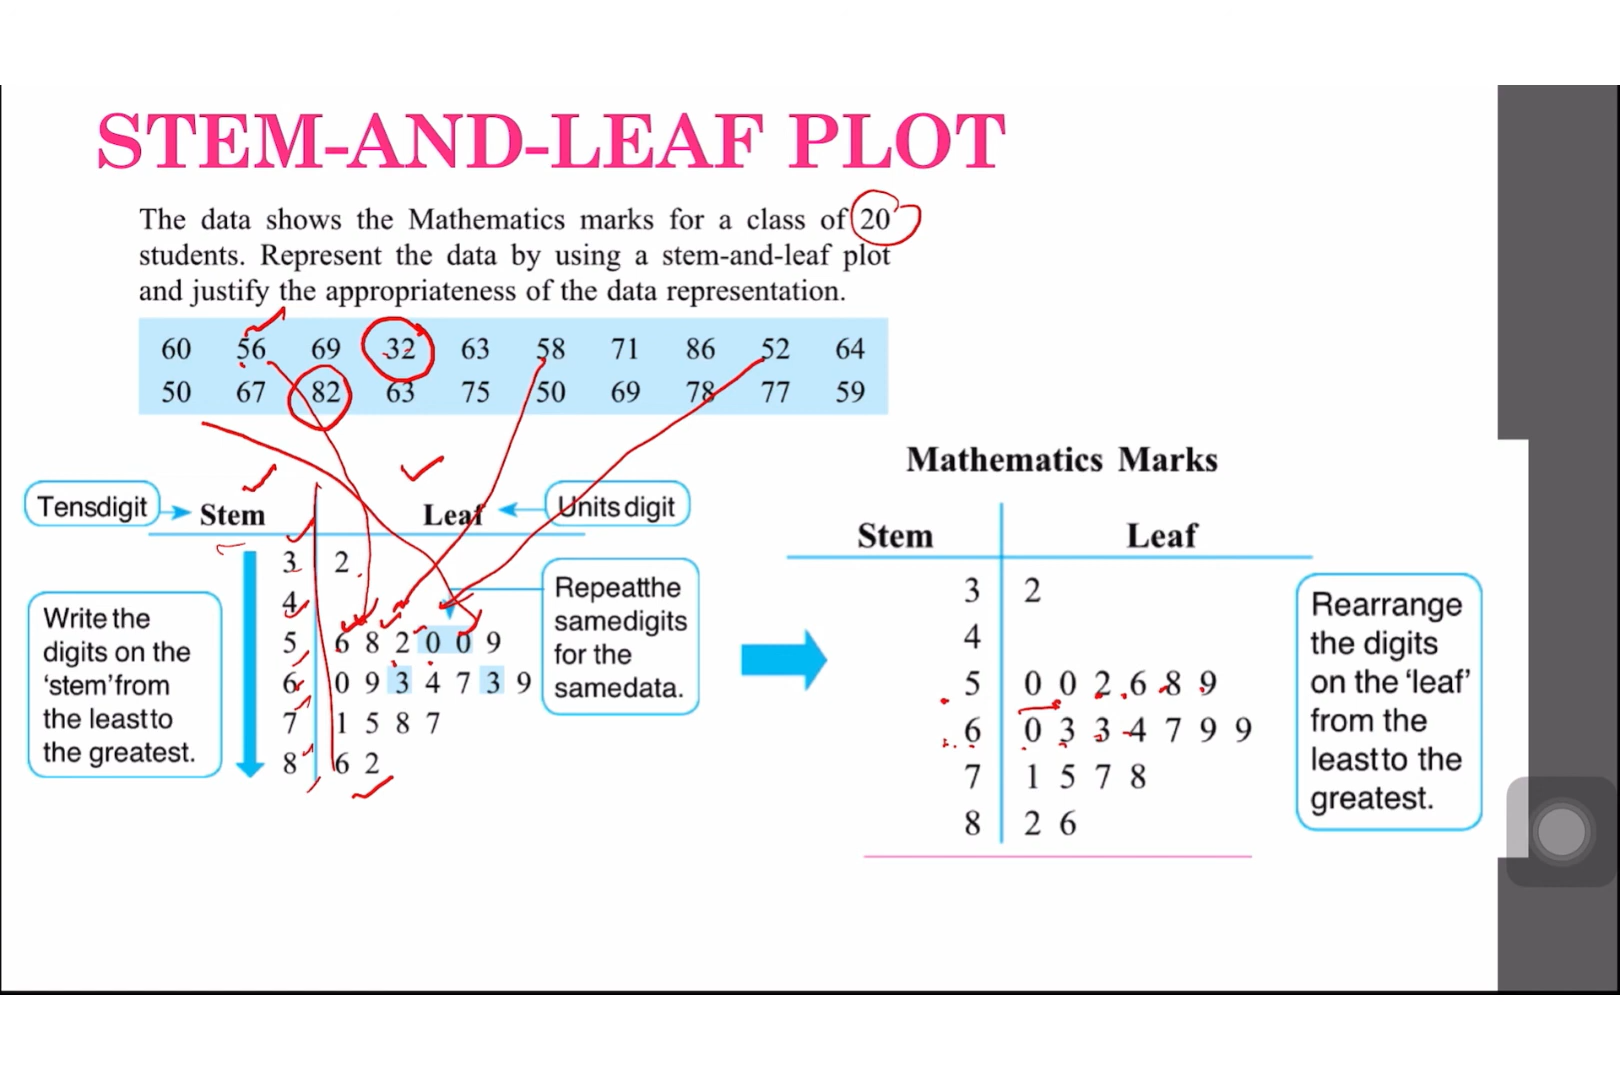 STEM-AND-LEAF PLOT
The data shows the Mathematics marks for a class of 20
students. Represent the data by using a stem-and-leaf plot
and justify the appropriateness of the data representation.
60 56 69 32 63 58 71 86 52 64
50 67 82 63 75 50 69 78 77 59
Tensdigit
Stem
Leaf
Unitsdigit
3 2
4
5 6 8 2 0 0 9
6 0 9 3 4 7 3 9
7 1 5 8 7
8 6 2
Write the
digits on the
‘stem’from
the leastto
the greatest.
Repeatthe
samedigits
for the
samedata.
Mathematics Marks
Stem Leaf
3 2
4
5 0 0 2 6 8 9
6 0 3 3 4 7 9 9
7 1 5 7 8
8 2 6
Rearrange
the digits
on the ‘leaf’
from the
leastto the
greatest.